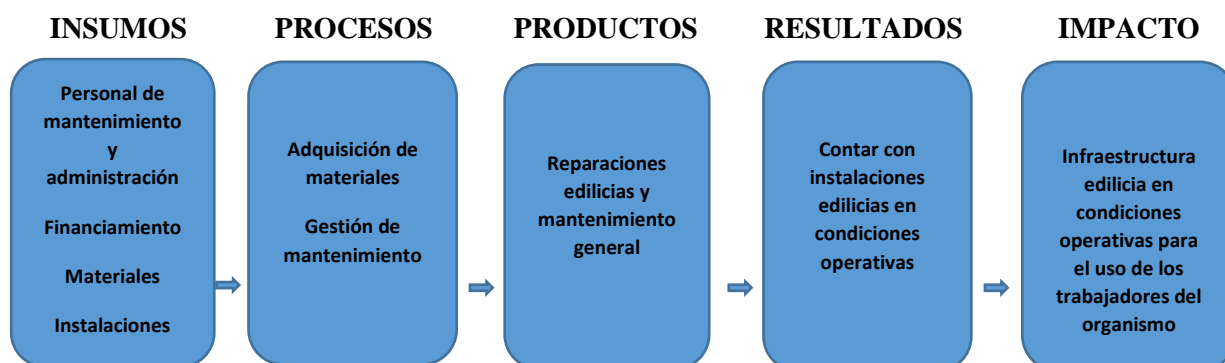 INSUMOS
PROCESOS
PRODUCTOS
RESULTADOS
IMPACTO
Personal de
mantenimiento
y
administración
Financiamiento
Materiales
Instalaciones
Adquisición de
materiales
Gestión de
mantenimiento
Reparaciones
edilicias y
mantenimiento
general
Contar con
instalaciones
edilicias en
condiciones
operativas
Infraestructura
edilicia en
condiciones
operativas para
el uso de los
trabajadores del
organismo